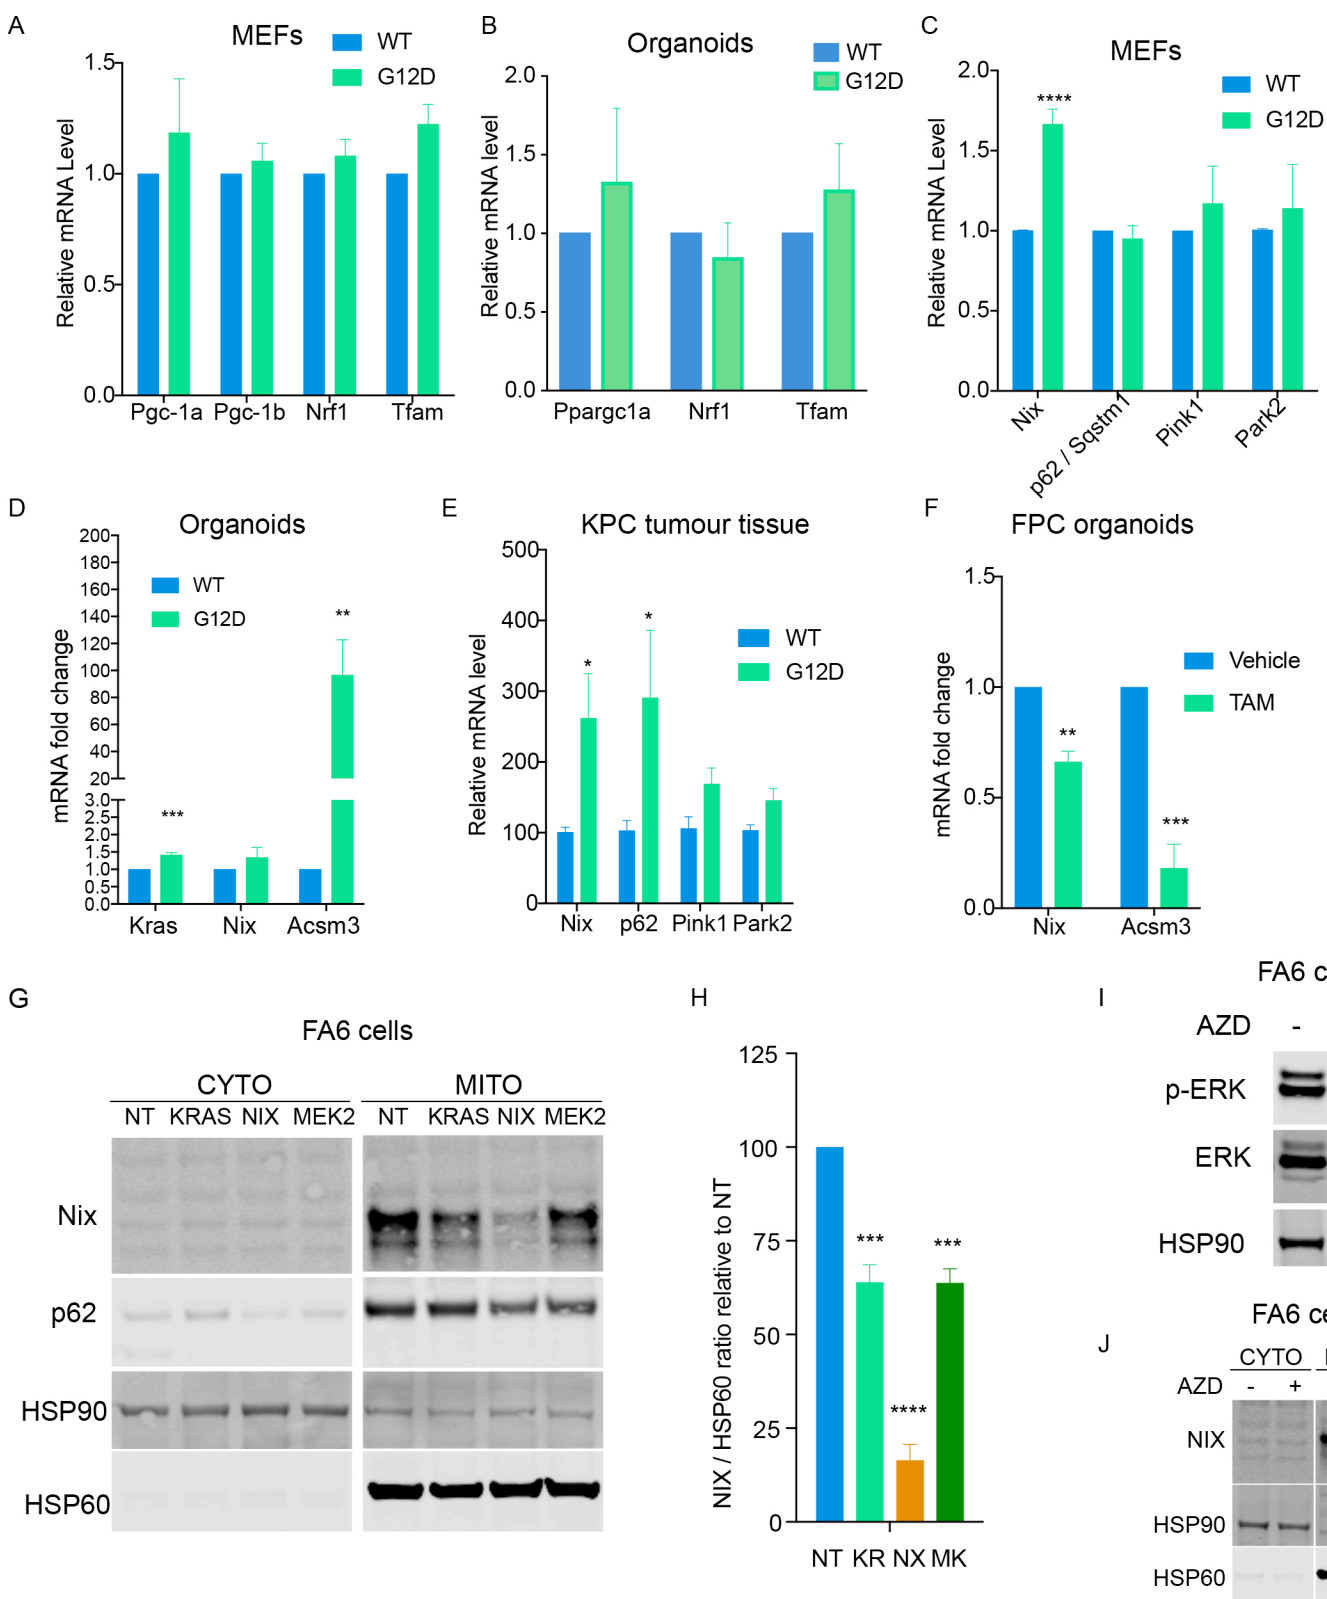 A
MEFs
WT
G12D
Relative mRNA Level
1.5
1.0
0.5
0.0
Pgc-1a Pgc-1b Nrf1 Tfam
B
Organoids
WT
G12D
Relative mRNA level
2.0
1.5
1.0
0.5
0.0
Ppargc1a Nrf1 Tfam
C
MEFs
WT
G12D
Relative mRNA Level
2.0
1.5
1.0
0.5
0.0
****
Nix
p62 / Sqstm1
Pink1
Park2
D
Organoids
WT
G12D
mRNA fold change
200
180
160
140
120
100
80
60
40
20
3.0
2.5
2.0
1.5
1.0
0.5
0.0
***
**
Kras Nix Acsm3
E
KPC tumour tissue
WT
G12D
Relative mRNA level
500
400
300
200
100
0
*
*
Nix p62 Pink1 Park2
F
FPC organoids
Vehicle
TAM
mRNA fold change
1.5
1.0
0.5
0.0
**
***
Nix Acsm3
G
FA6 cells
CYTO MITO
NT KRAS NIX MEK2 NT KRAS NIX MEK2
Nix
p62
HSP90
HSP60
H
NIX / HSP60 ratio relative to NT
125
100
75
50
25
0
***
****
***
NT KR NX MK
I
FA6 c
AZD -
p-ERK
ERK
HSP90
J
FA6 ce
CYTO
AZD - +
NIX
HSP90
HSP60